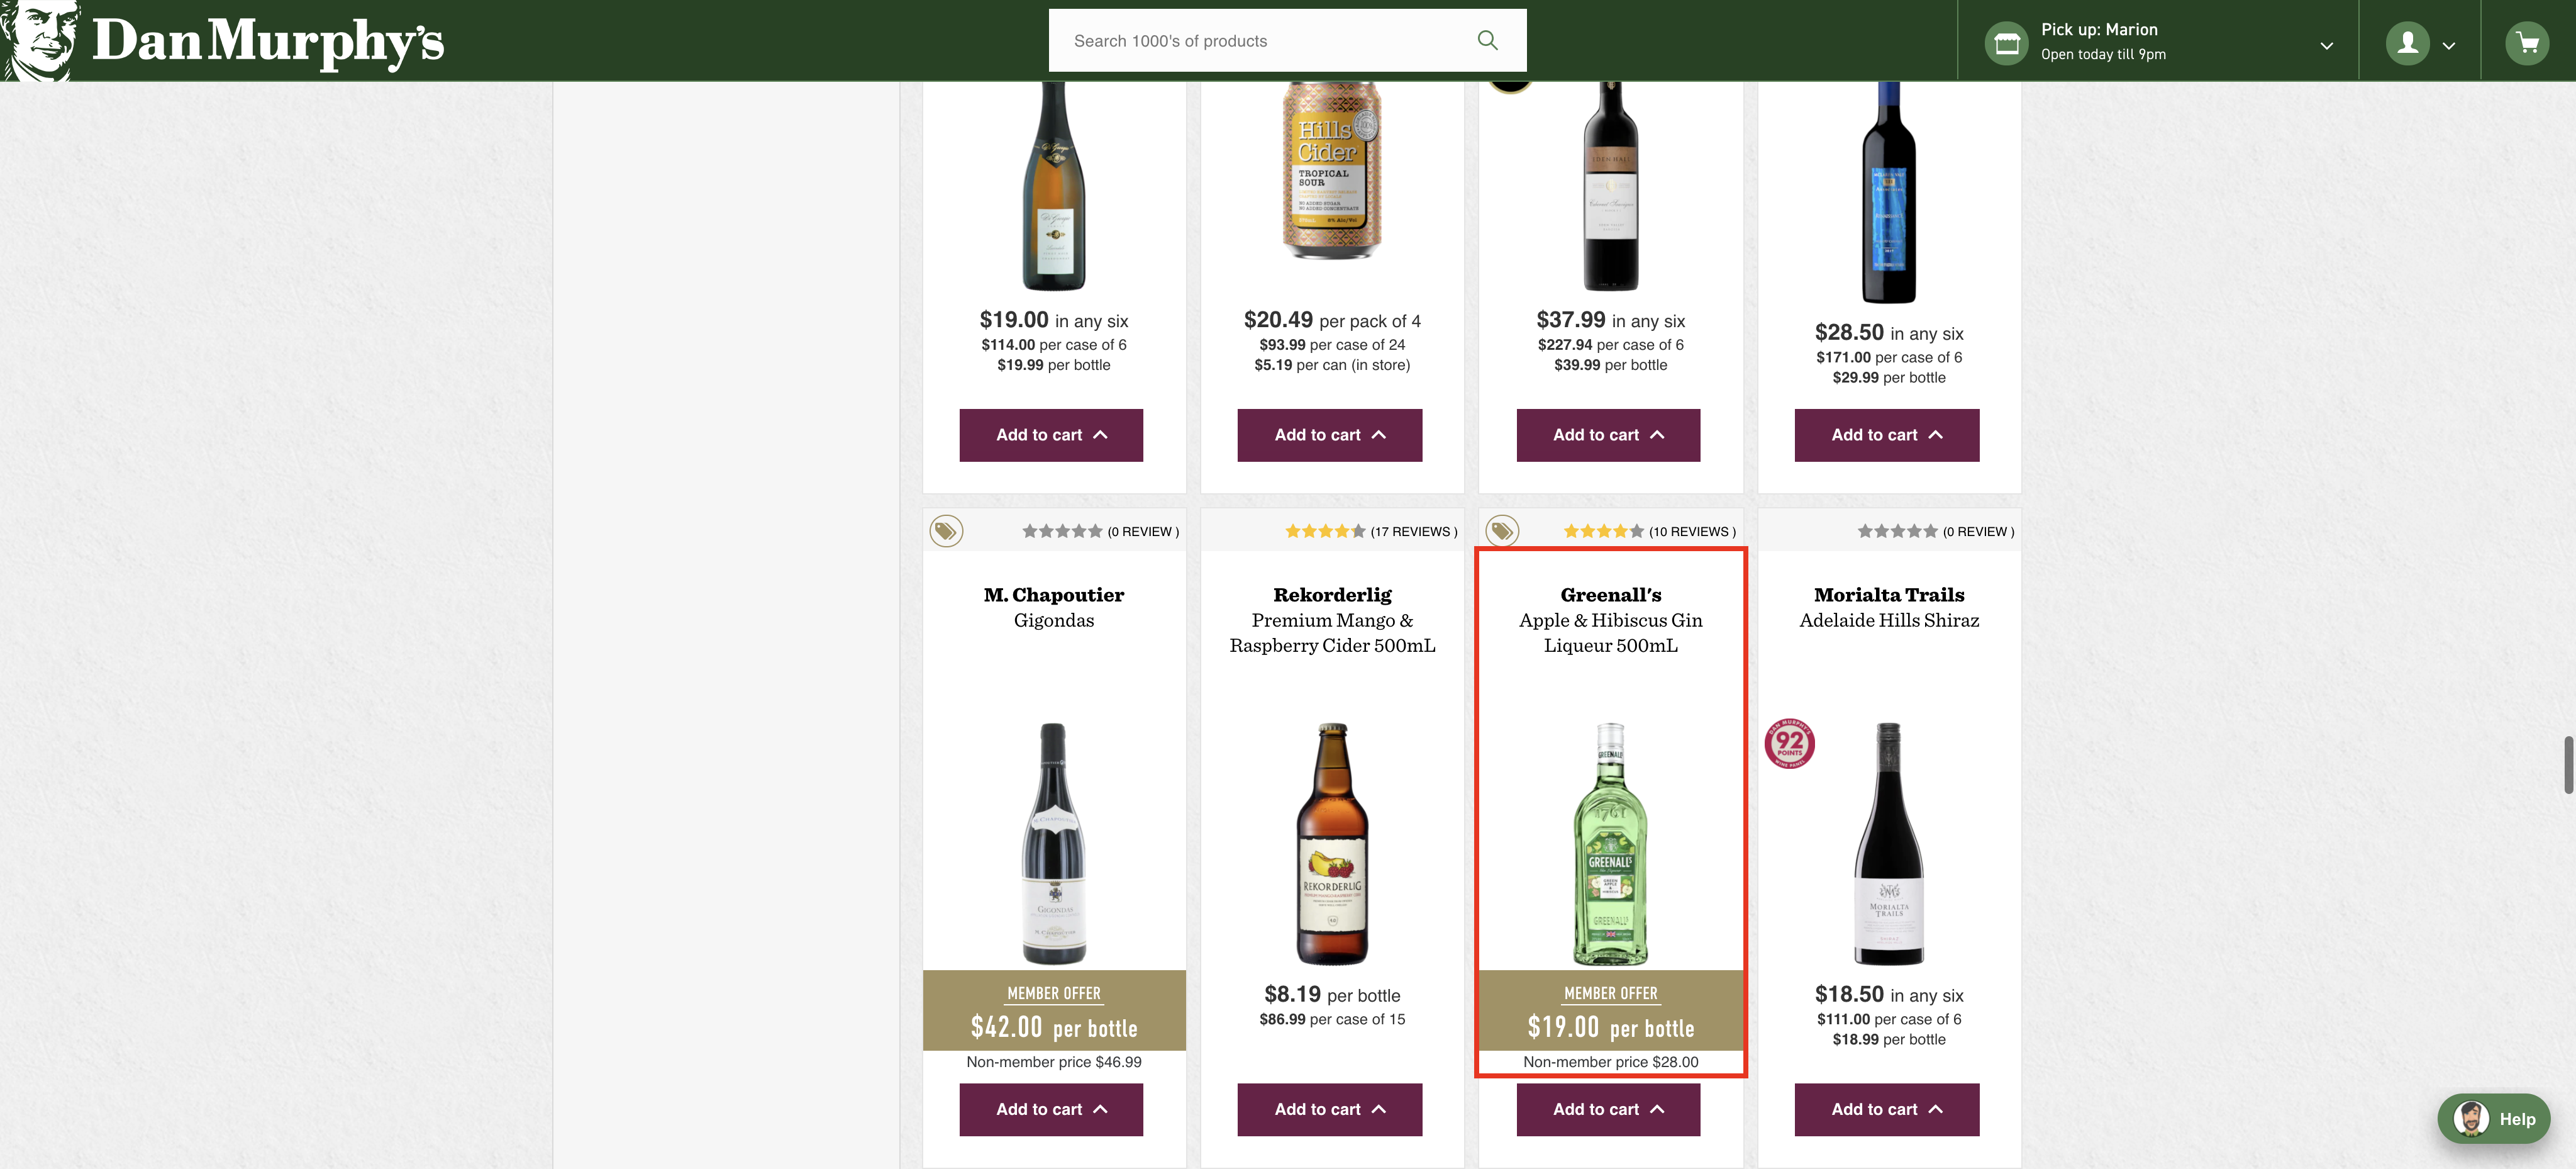 Dan Murphy's
Search 1000's of products
Pick up: Marion
Open today till 9pm
Hills
Cider
TROPICAL
SOUR
$19.00 in any six
$114.00 per case of 6
$19.99 per bottle
$20.49 per pack of 4
$93.99 per case of 24
$5.19 per can (in store)
$37.99 in any six
$227.94 per case of 6
$39.99 per bottle
$28.50 in any six
$171.00 per case of 6
$29.99 per bottle
Add to cart
Add to cart
Add to cart
Add to cart
(0 REVIEW )
(17 REVIEWS )
(10 REVIEWS )
(0 REVIEW )
M. Chapoutier
Gigondas
Rekorderlig
Premium Mango &
Raspberry Cider 500mL
Greenall's
Apple & Hibiscus Gin
Liqueur 500mL
Morialta Trails
Adelaide Hills Shiraz
GIGONDAS
REKORDERLIG
1761
GREENALL'S
GREENALL'S
92
POINTS
MORIALTA
TRAILS
MEMBER OFFER
$42.00 per bottle
Non-member price $46.99
$8.19 per bottle
$86.99 per case of 15
MEMBER OFFER
$19.00 per bottle
Non-member price $28.00
$18.50 in any six
$111.00 per case of 6
$18.99 per bottle
Add to cart
Add to cart
Add to cart
Add to cart
Help